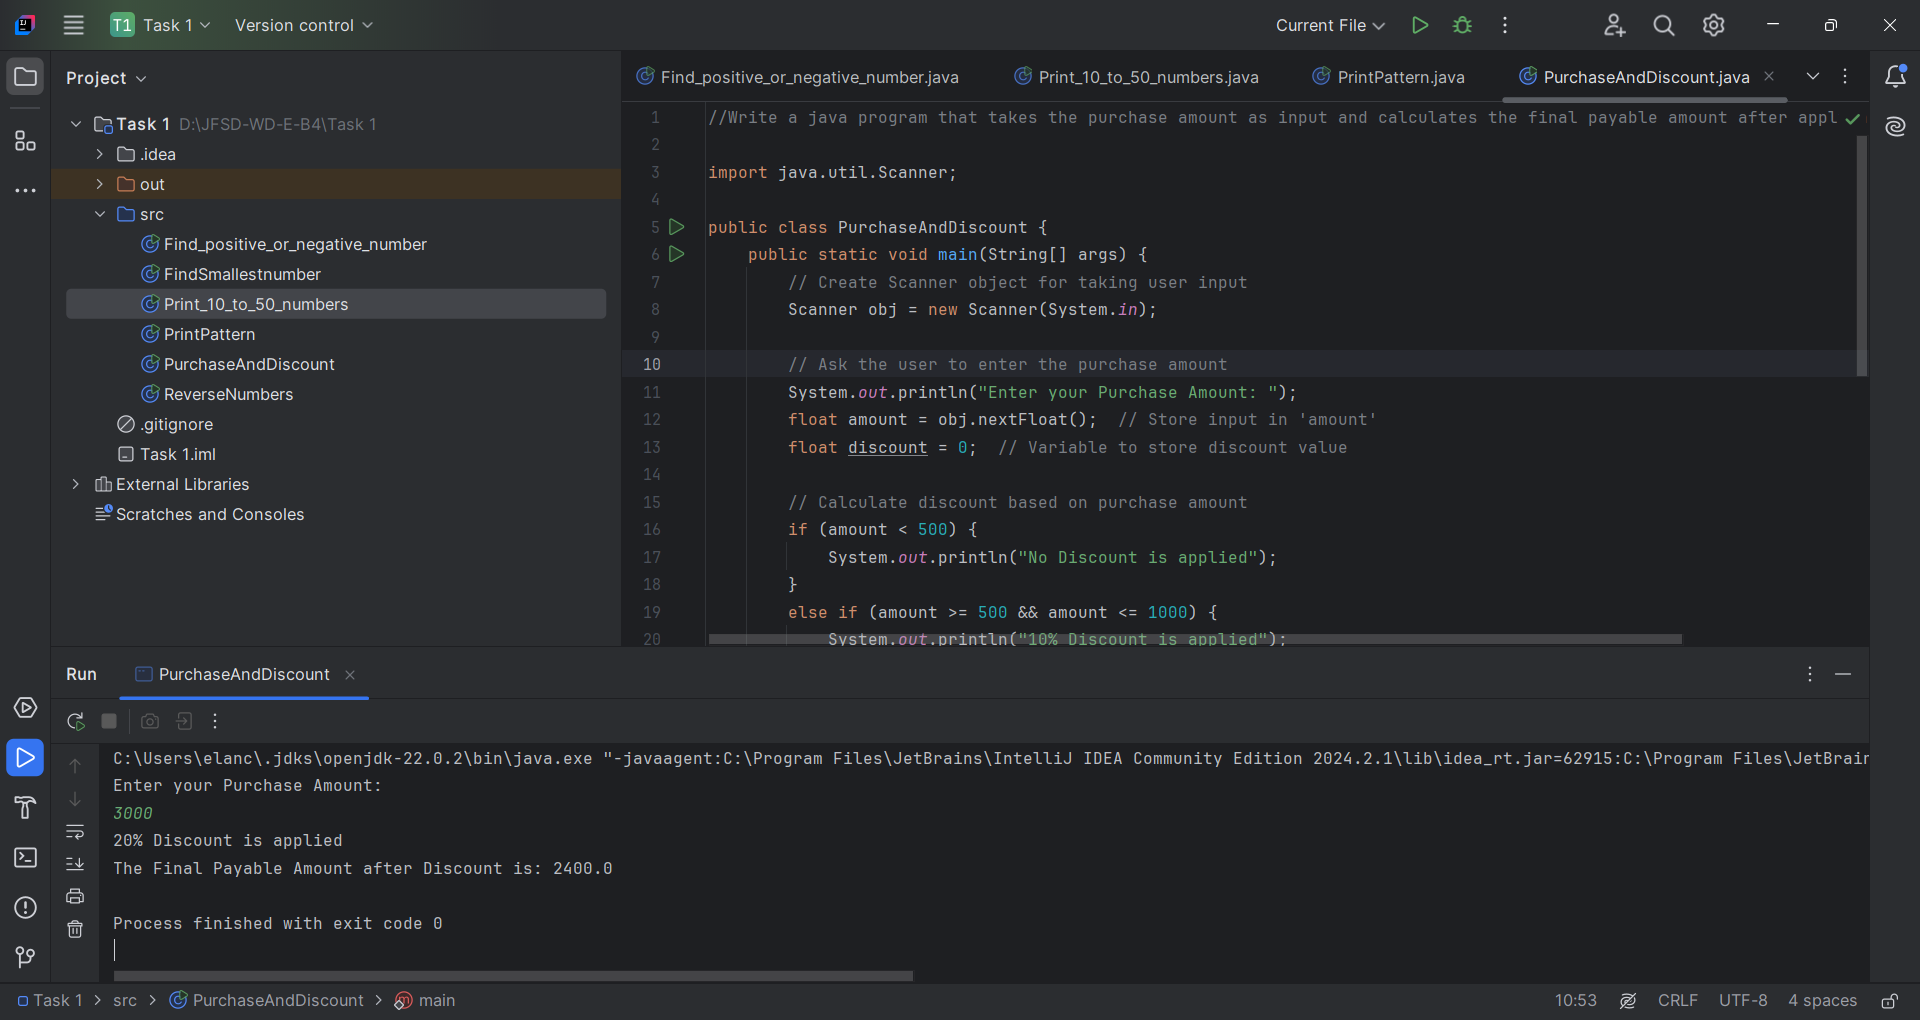 T1 Task 1 Version control Current File
Project
Task 1 D:\JFSD-WD-E-B4\Task 1
.idea
out
src
Find_positive_or_negative_number
FindSmallestnumber
Print_10_to_50_numbers
PrintPattern
PurchaseAndDiscount
ReverseNumbers
.gitignore
Task 1.iml
External Libraries
Scratches and Consoles
Find_positive_or_negative_number.java Print_10_to_50_numbers.java PrintPattern.java PurchaseAndDiscount.java
1 //Write a java program that takes the purchase amount as input and calculates the final payable amount after appl
2
3 import java.util.Scanner;
4
5 public class PurchaseAndDiscount {
6 public static void main(String[] args) {
7 // Create Scanner object for taking user input
8 Scanner obj = new Scanner(System.in);
9
10 // Ask the user to enter the purchase amount
11 System.out.println("Enter your Purchase Amount: ");
12 float amount = obj.nextFloat(); // Store input in 'amount'
13 float discount = 0; // Variable to store discount value
14
15 // Calculate discount based on purchase amount
16 if (amount < 500) {
17 System.out.println("No Discount is applied");
18 }
19 else if (amount >= 500 && amount <= 1000) {
20 System.out.println("10% Discount is applied");
Run PurchaseAndDiscount
C:\Users\elanc\.jdks\openjdk-22.0.2\bin\java.exe "-javaagent:C:\Program Files\JetBrains\IntelliJ IDEA Community Edition 2024.2.1\lib\idea_rt.jar=62915:C:\Program Files\JetBrain
Enter your Purchase Amount:
3000
20% Discount is applied
The Final Payable Amount after Discount is: 2400.0
Process finished with exit code 0
Task 1 > src > PurchaseAndDiscount > main 10:53 CRLF UTF-8 4 spaces